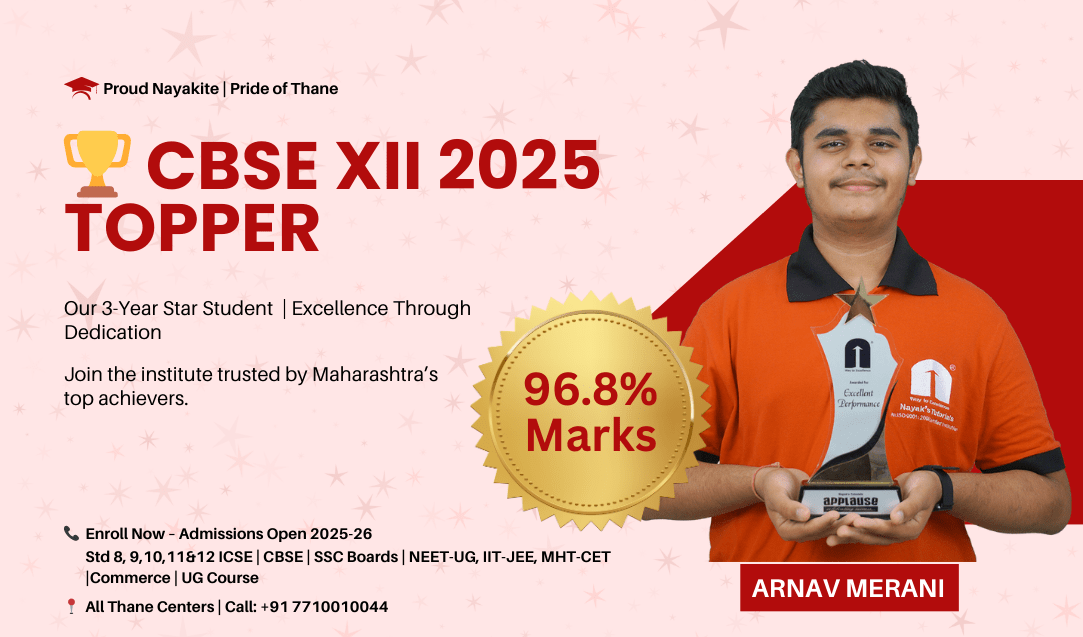 Proud Nayakite | Pride of Thane
CBSE XII 2025
TOPPER
Our 3-Year Star Student | Excellence Through
Dedication
Join the institute trusted by Maharashtra's
top achievers.
96.8%
Marks
Excellent
Performance
Nayak's Tutorials
APPLAUSE
Enroll Now – Admissions Open 2025-26
Std 8, 9,10,11&12 ICSE | CBSE | SSC Boards | NEET-UG, IIT-JEE, MHT-CET
|Commerce | UG Course
All Thane Centers | Call: +91 7710010044
ARNAV MERANI